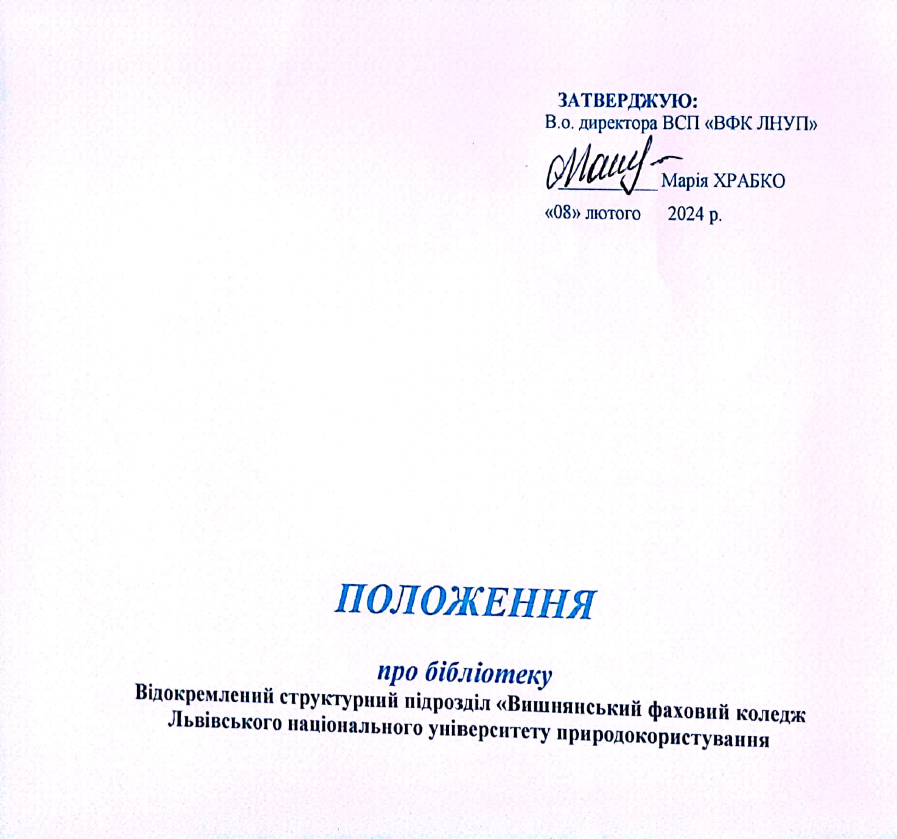 ЗАТВЕРДЖУЮ:
В.о. директора ВСП «ВФК ЛНУП»
Марія ХРАБКО
«08» лютого 2024 р.
ПОЛОЖЕННЯ
про бібліотеку
Відокремлений структурний підрозділ «Вишнянський фаховий коледж
Львівського національного університету природокористування